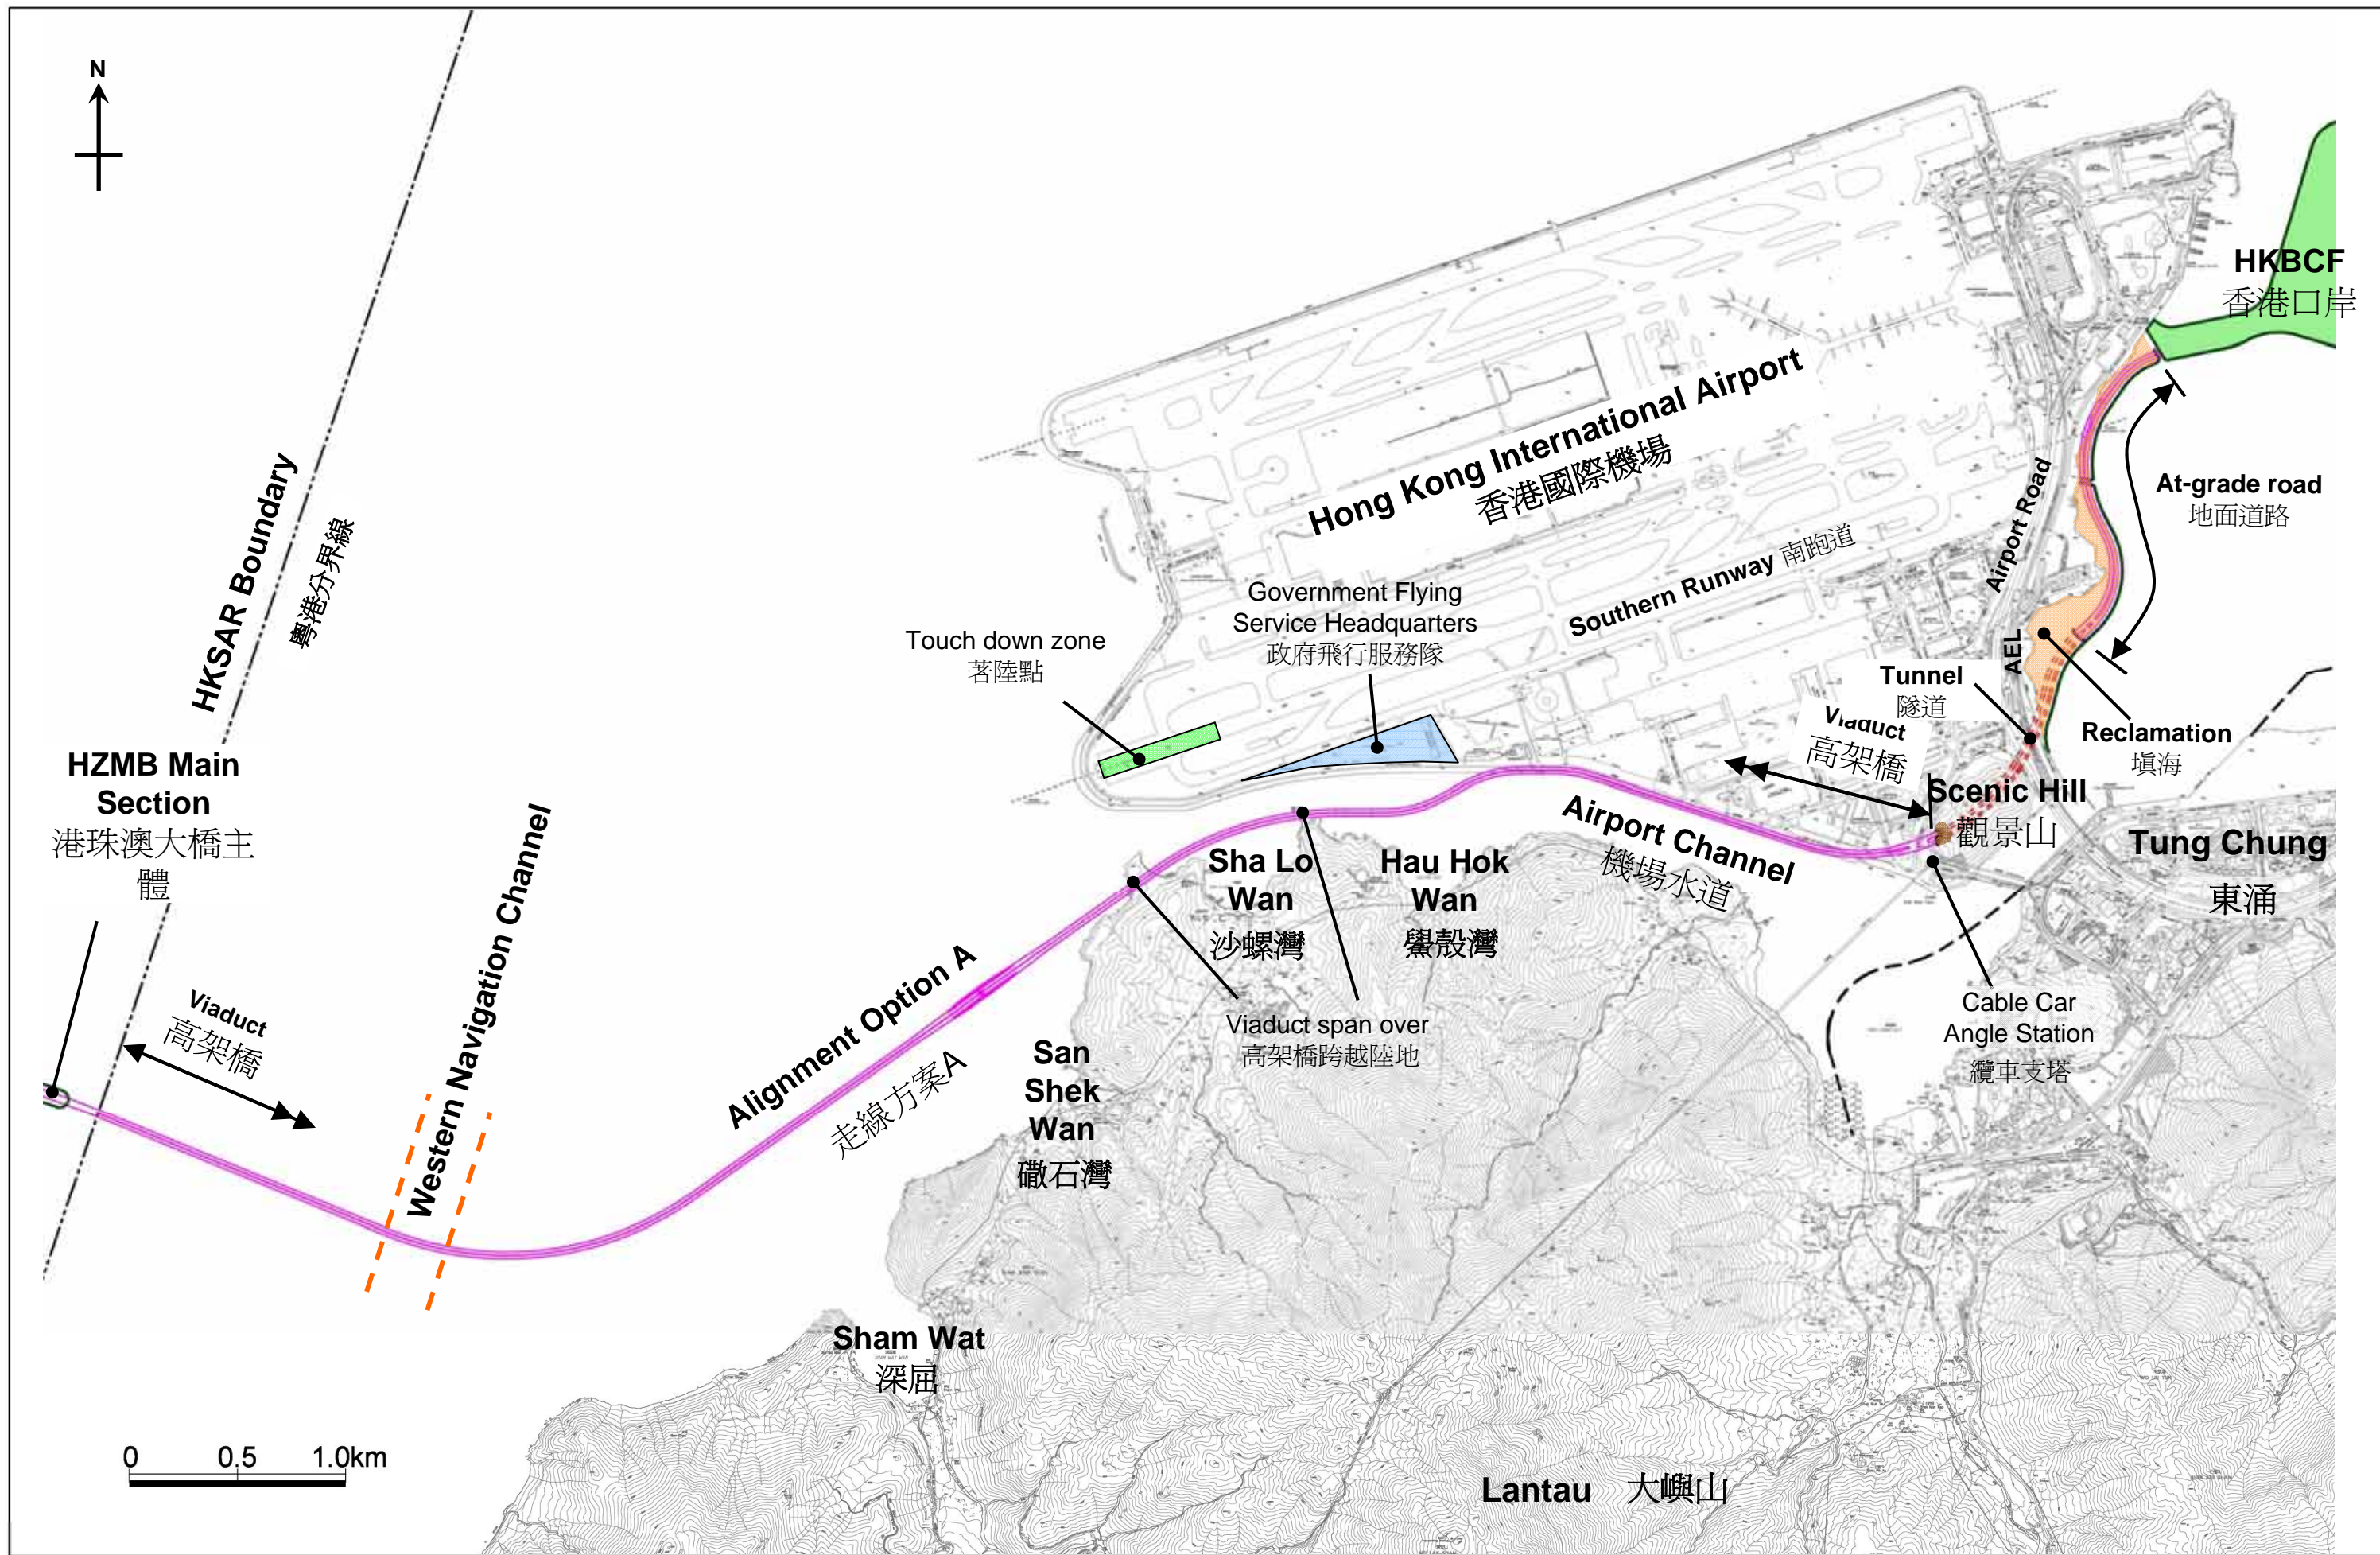 N
HKBCF
香港口岸
Hong Kong International Airport
香港國際機場
At-grade road
地面道路
Airport Road
HKSAR Boundary
粵港分界線
Southern Runway 南跑道
Government Flying
Service Headquarters
政府飛行服務隊
Touch down zone
著陸點
AEL
Tunnel
隧道
Viaduct
高架橋
Reclamation
填海
HZMB Main
Section
港珠澳大橋主
體
Scenic Hill
觀景山
Airport Channel
機場水道
Tung Chung
東涌
Sha Lo
Wan
沙螺灣
Hau Hok
Wan
鱟殼灣
Western Navigation Channel
Alignment Option A
走線方案A
Viaduct
高架橋
Viaduct span over
高架橋跨越陸地
Cable Car
Angle Station
纜車支塔
San
Shek
Wan
䃟石灣
Sham Wat
深屈
0 0.5 1.0km
Lantau 大嶼山